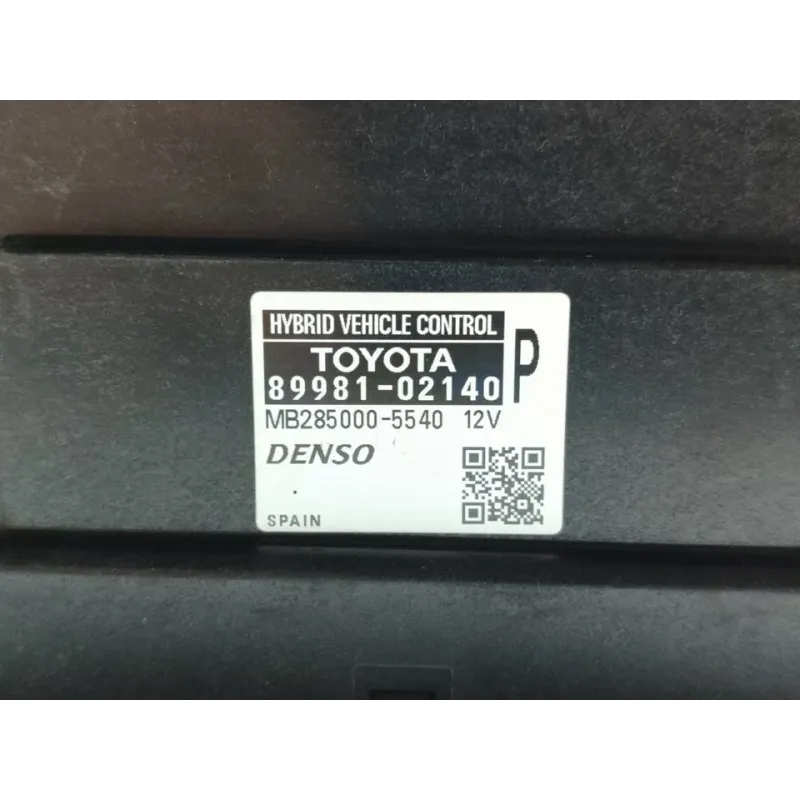 HYBRID VEHICLE CONTROL
TOYOTA
89981-02140
P
MB285000-5540 12V
DENSO
SPAIN